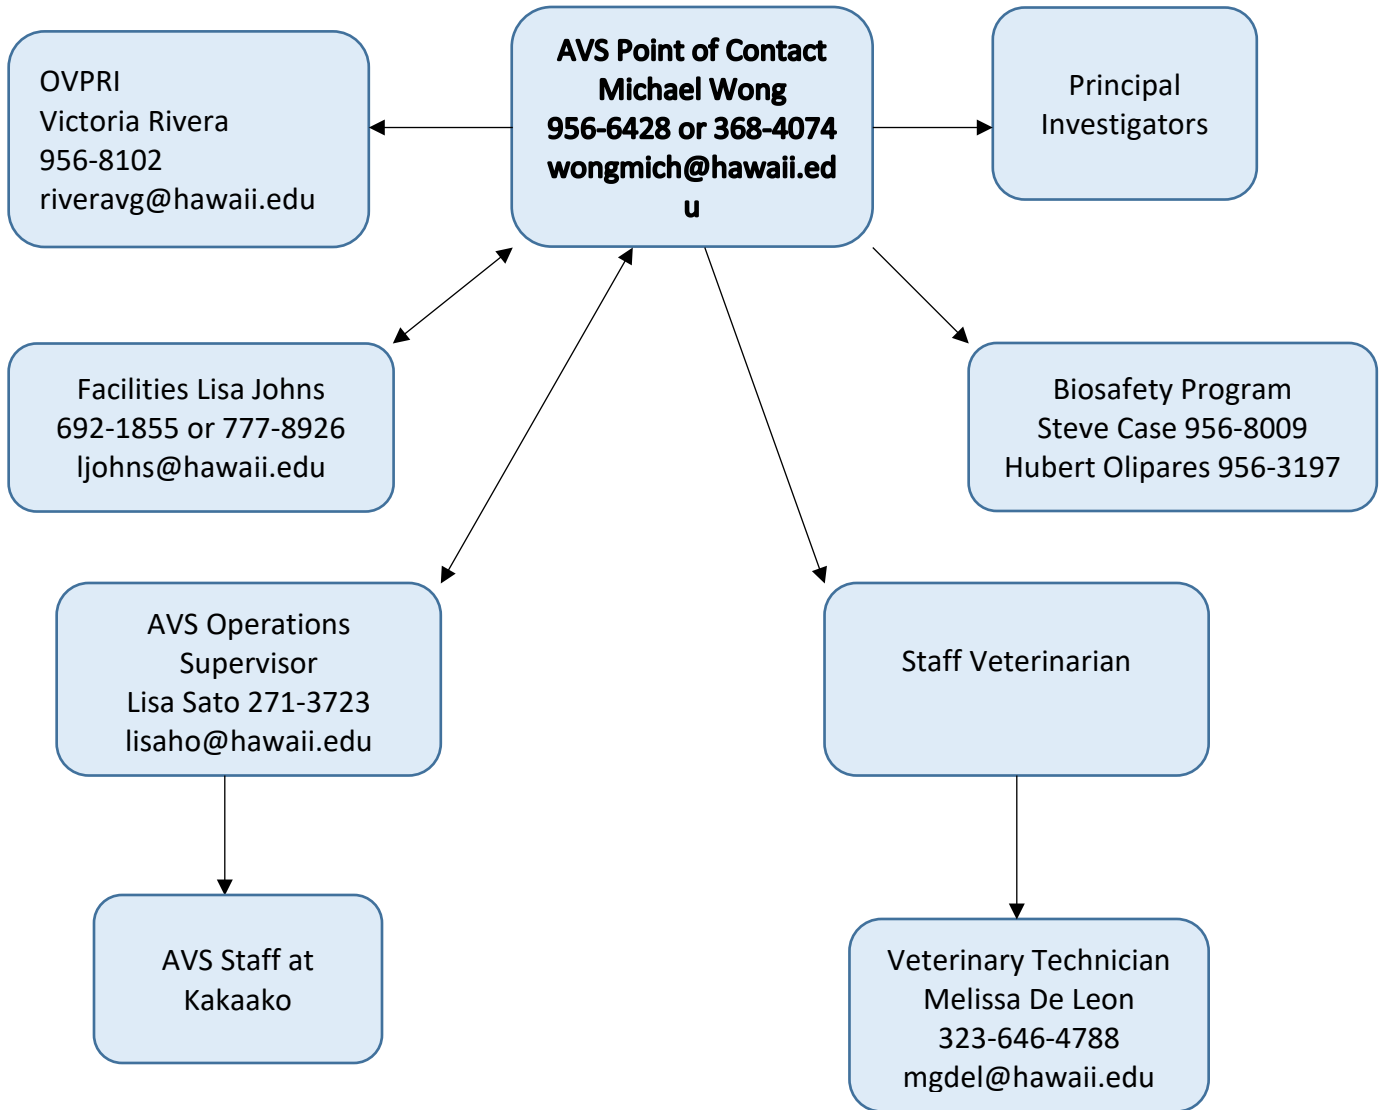 OVPRI
Victoria Rivera
956-8102
riveravg@hawaii.edu
AVS Point of Contact
Michael Wong
956-6428 or 368-4074
wongmich@hawaii.ed
u
Principal
Investigators
Facilities Lisa Johns
692-1855 or 777-8926
ljohns@hawaii.edu
Biosafety Program
Steve Case 956-8009
Hubert Olipares 956-3197
AVS Operations
Supervisor
Lisa Sato 271-3723
lisaho@hawaii.edu
Staff Veterinarian
AVS Staff at
Kakaako
Veterinary Technician
Melissa De Leon
323-646-4788
mgdel@hawaii.edu